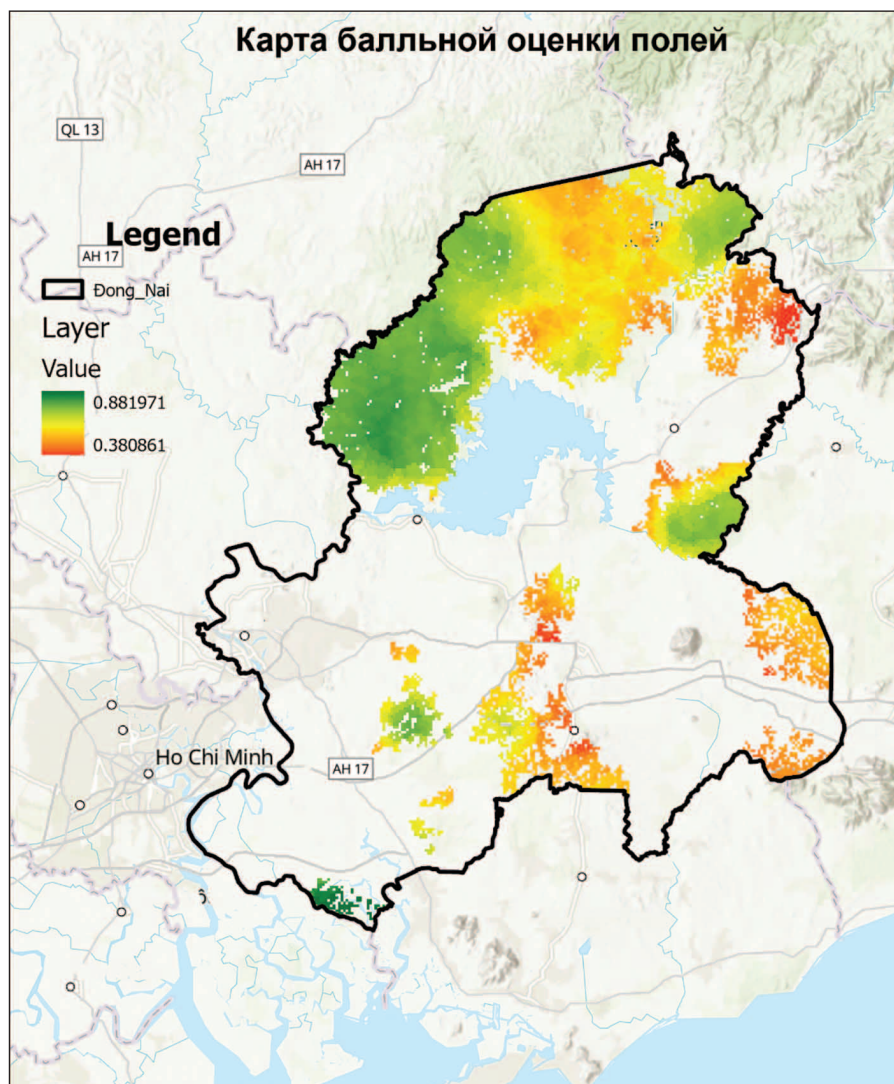 Карта балльной оценки полей
QL 13
AH 17
Legend
AH 17
Đong_Nai
Layer
Value
0.881971
0.380861
Ho Chi Minh
AH 17